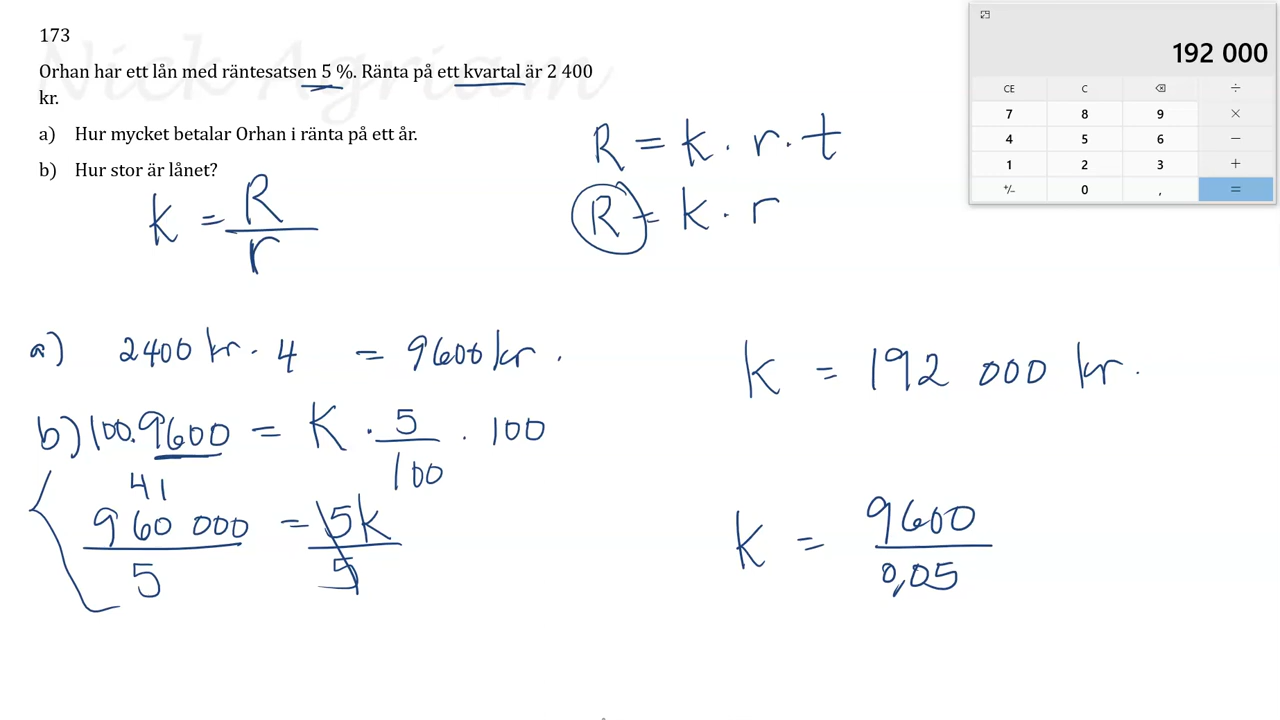 173
Nick Agriam
Orhan har ett lån med räntesatsen 5 %. Ränta på ett kvartal är 2 400
kr.
a) Hur mycket betalar Orhan i ränta på ett år.
b) Hur stor är lånet?
R = k · r · t
R = k · r
k = R / r
a) 2400 kr · 4 = 9600 kr .
k = 192 000 kr .
b) 100 · 9600 = K · 5 / 100 · 100
41
960 000 / 5 = 5k / 5
k = 9600 / 0,05
192 000
CE C ⌫ ÷
7 8 9 ×
4 5 6 −
1 2 3 +
+/− 0 , =